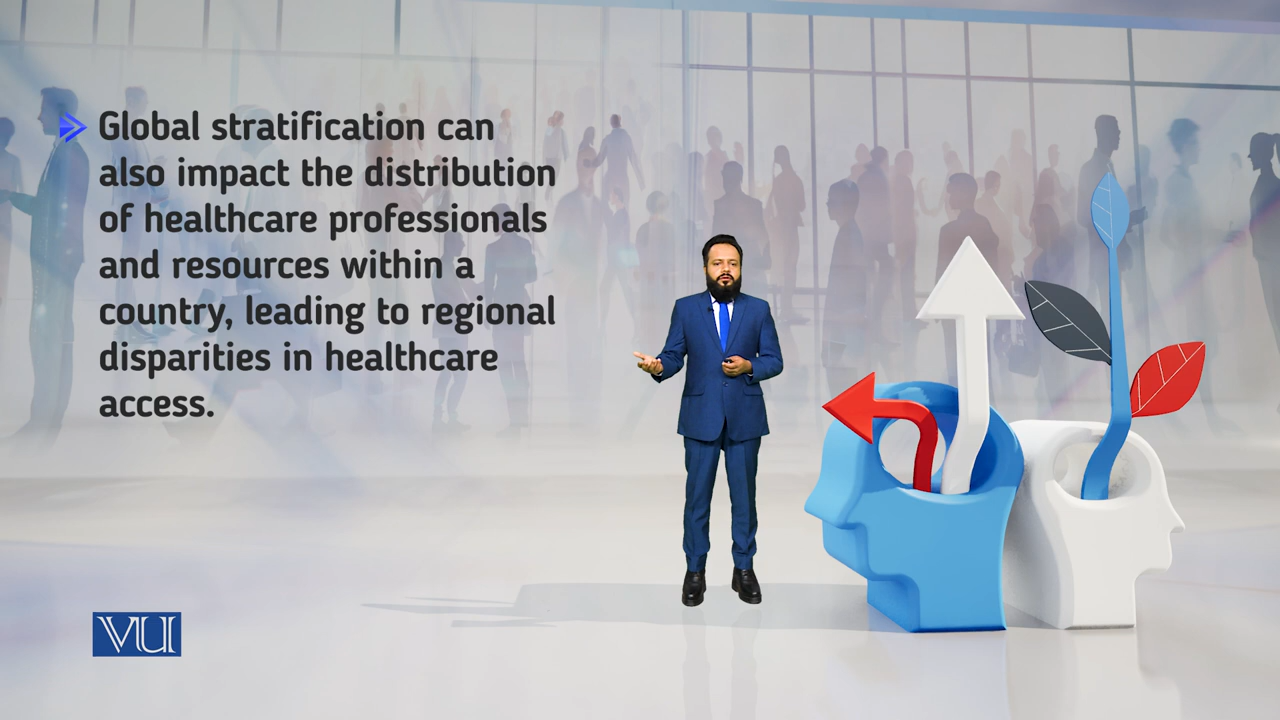 Global stratification can
also impact the distribution
of healthcare professionals
and resources within a
country, leading to regional
disparities in healthcare
access.
VU